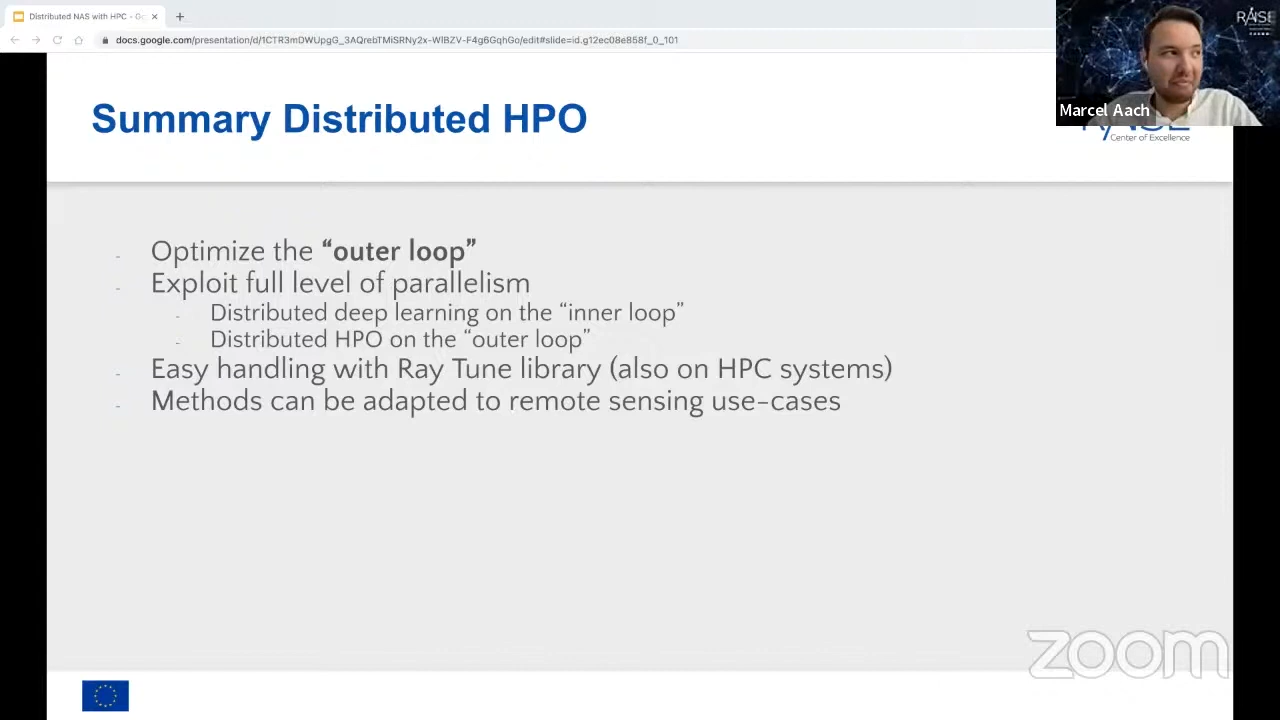 Distributed NAS with HPC - Go
docs.google.com/presentation/d/1CTR3mDWUpgG_3AQrebTMiSRNy2x-WlBZV-F4g6GqhGo/edit#slide=id.g12ec08e858f_0_101
RAISE
Marcel Aach
Center of Excellence
Summary Distributed HPO
- Optimize the “outer loop”
- Exploit full level of parallelism
- Distributed deep learning on the “inner loop”
- Distributed HPO on the “outer loop”
- Easy handling with Ray Tune library (also on HPC systems)
- Methods can be adapted to remote sensing use-cases
zoom